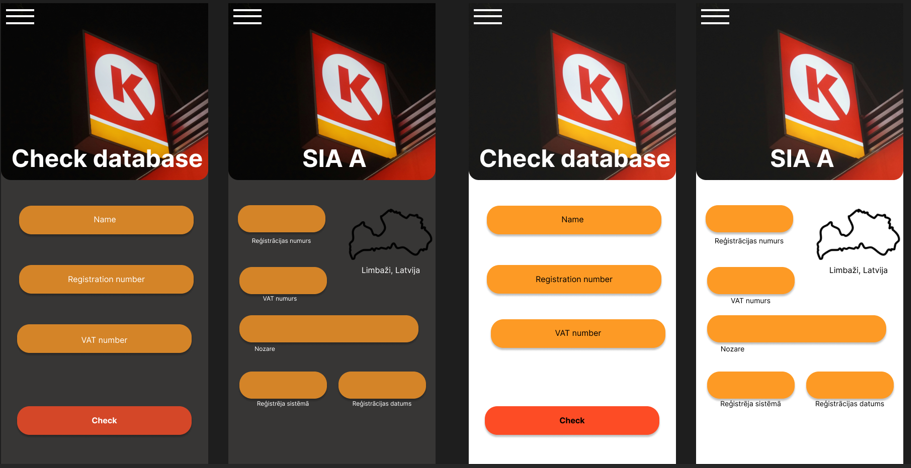 K
Check database
Name
Registration number
VAT number
Check
K
SIA A
Reģistrācijas numurs
Limbaži, Latvija
VAT numurs
Nozare
Reģistrēja sistēmā
Reģistrācijas datums
K
Check database
Name
Registration number
VAT number
Check
K
SIA A
Reģistrācijas numurs
Limbaži, Latvija
VAT numurs
Nozare
Reģistrēja sistēmā
Reģistrācijas datums